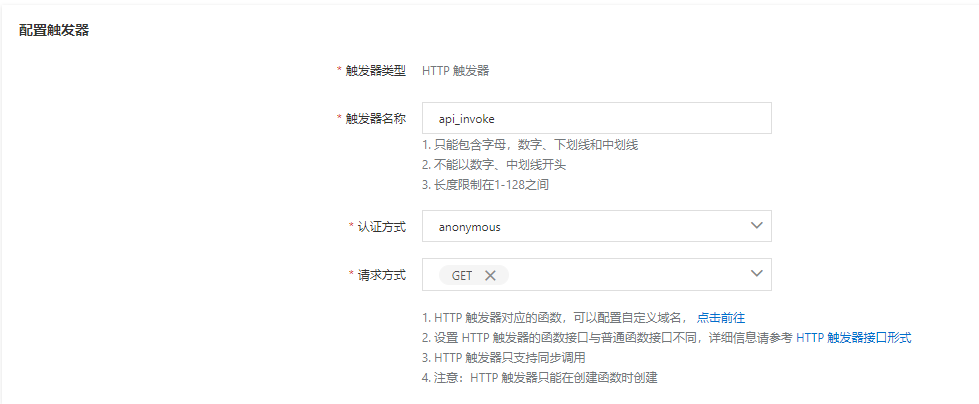 配置触发器
* 触发器类型 HTTP 触发器
* 触发器名称 api_invoke
1. 只能包含字母，数字、下划线和中划线
2. 不能以数字、中划线开头
3. 长度限制在1-128之间
* 认证方式 anonymous
* 请求方式 GET
1. HTTP 触发器对应的函数，可以配置自定义域名， 点击前往
2. 设置 HTTP 触发器的函数接口与普通函数接口不同，详细信息请参考 HTTP 触发器接口形式
3. HTTP 触发器只支持同步调用
4. 注意：HTTP 触发器只能在创建函数时创建